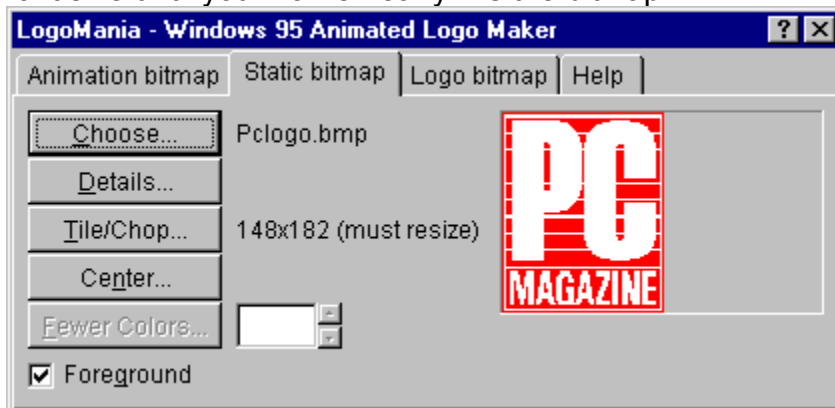 LogoMania - Windows 95 Animated Logo Maker
Animation bitmap Static bitmap Logo bitmap Help
Choose... Pclogo.bmp
Details...
Tile/Chop... 148x182 (must resize)
Center...
Fewer Colors...
Foreground
PC
MAGAZINE